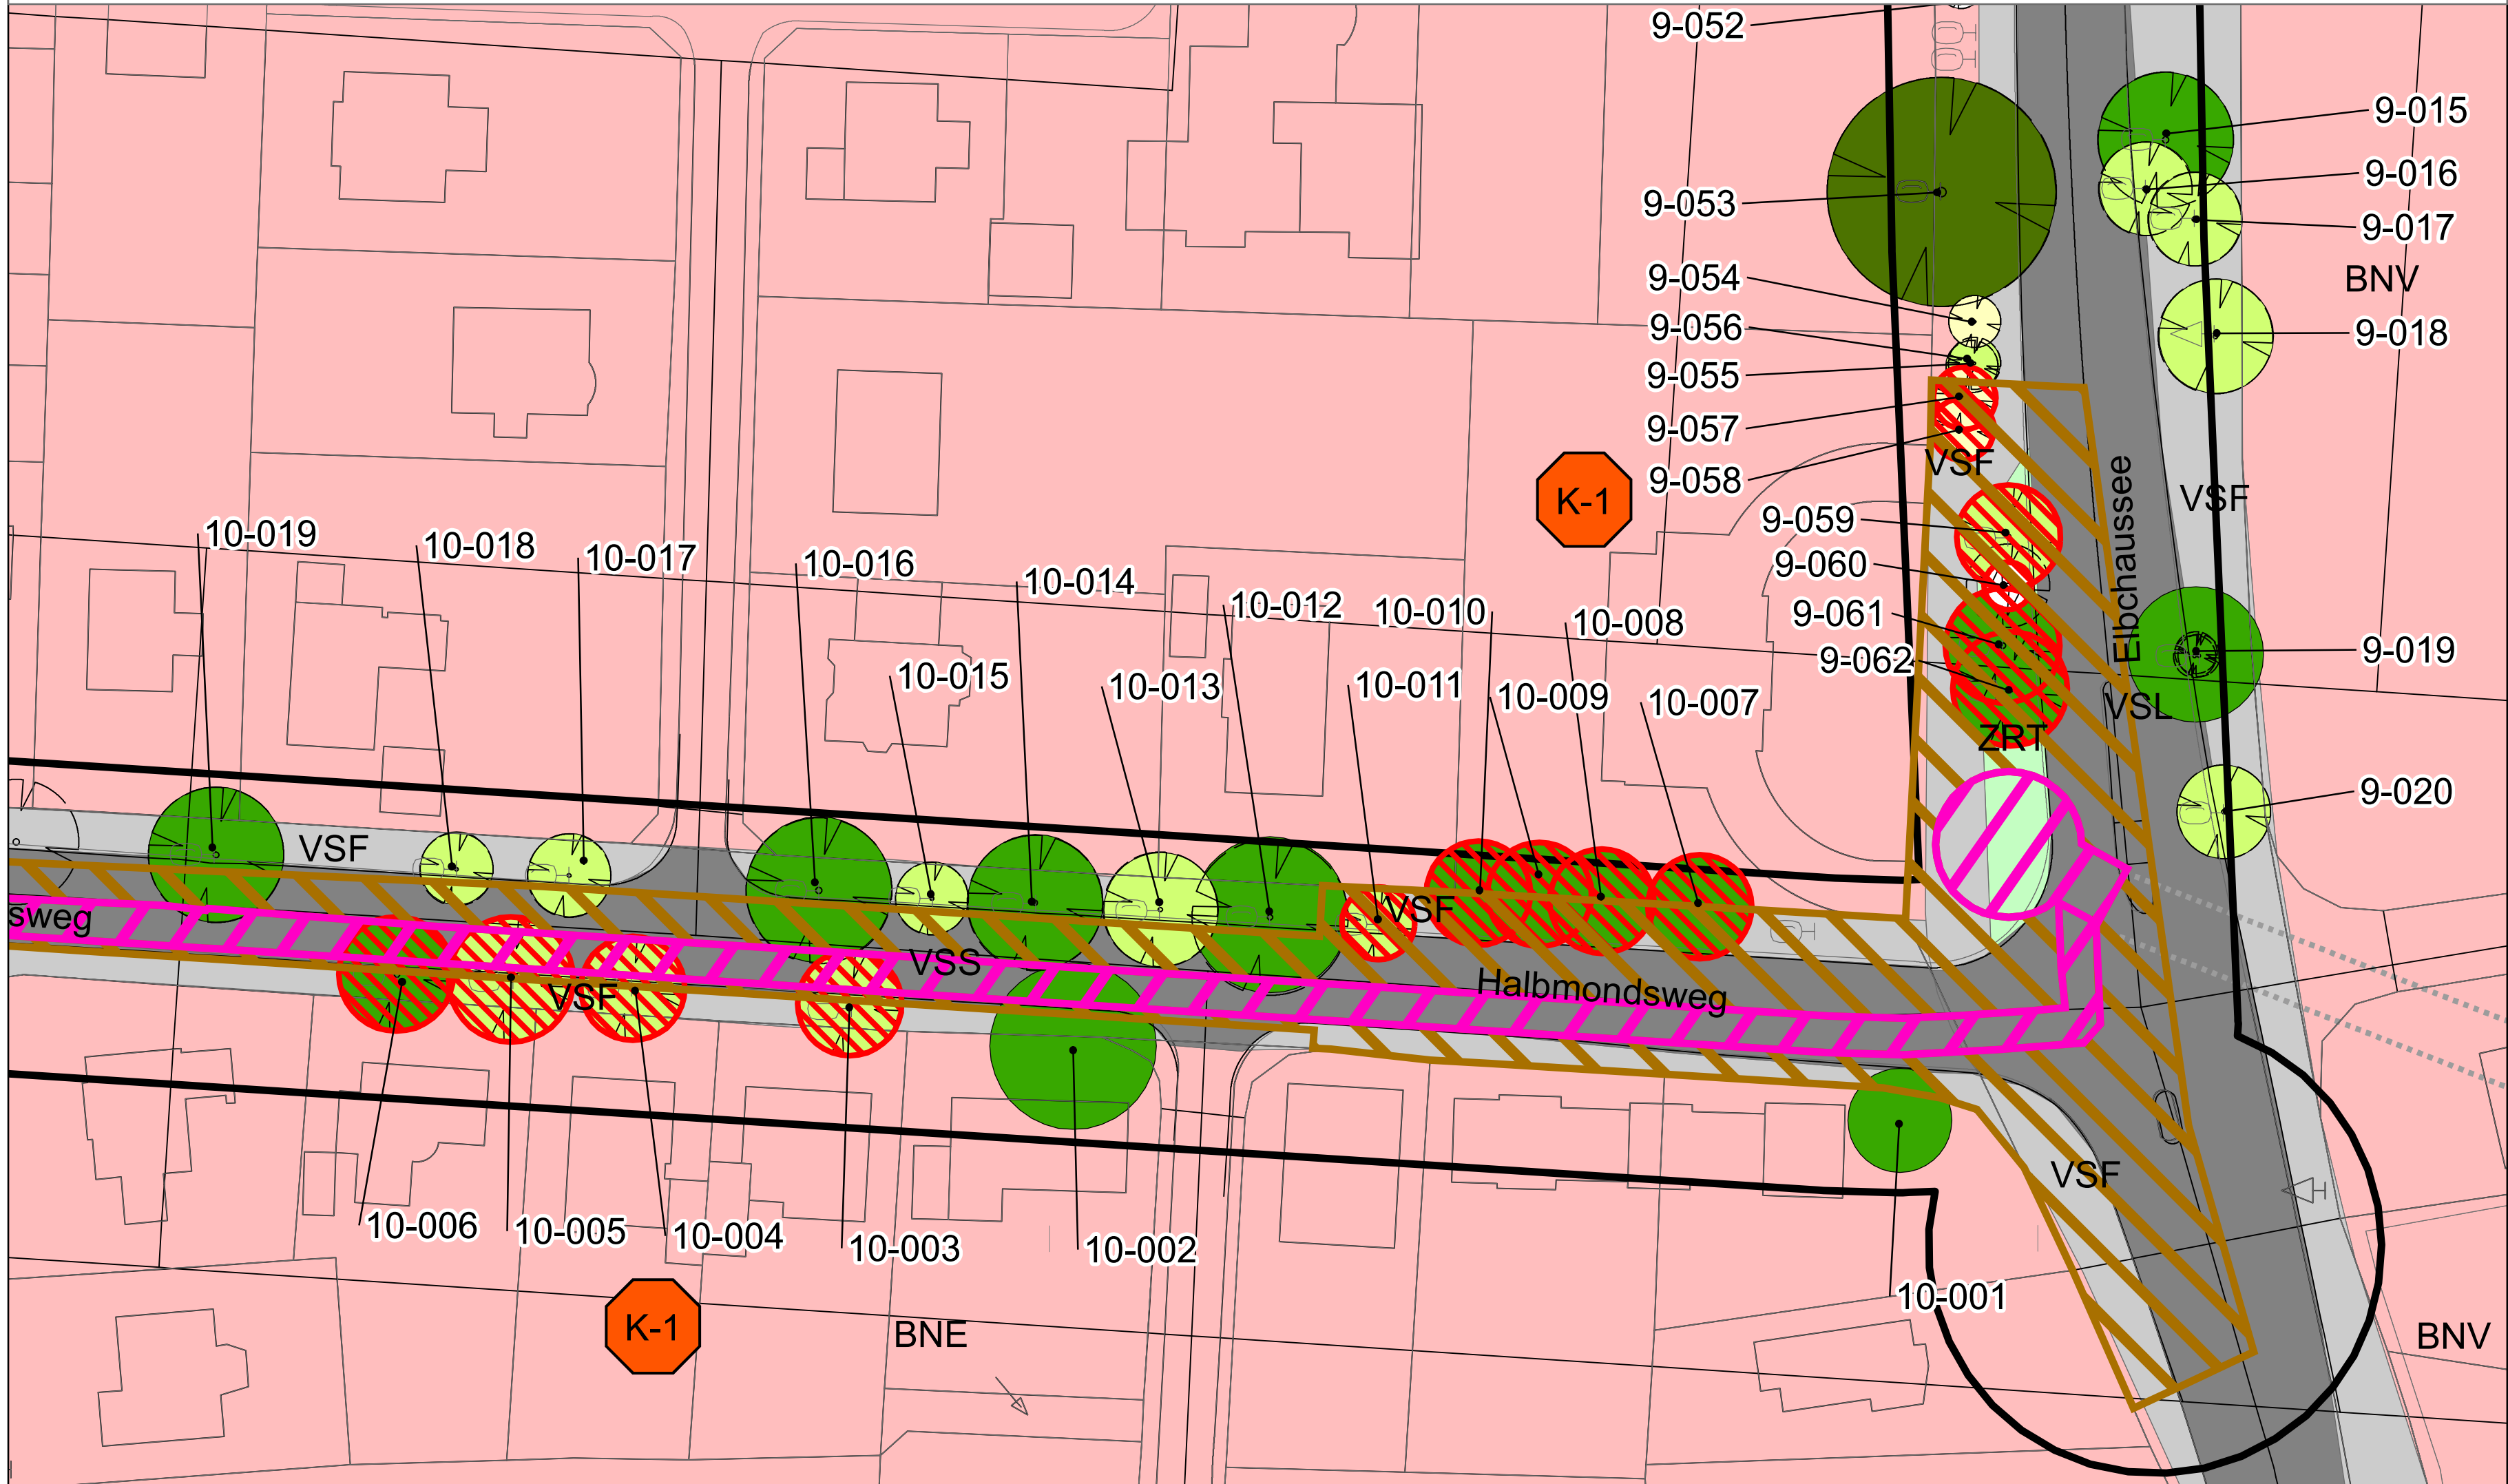 9-052
9-015
9-016
9-053
9-017
9-054
BNV
9-056
9-018
9-055
9-057
VSF
9-058
K-1
VSF
9-059
Elbchaussee
10-019
10-018
10-017
10-016
9-060
10-014
10-012
10-010
10-008
9-061
9-062
9-019
10-015
10-013
10-011
10-009
10-007
VSL
ZRT
9-020
VSF
sweg
VSF
VSS
Halbmondsweg
VSF
VSF
10-006
10-005
10-004
10-003
10-002
10-001
K-1
BNE
BNV